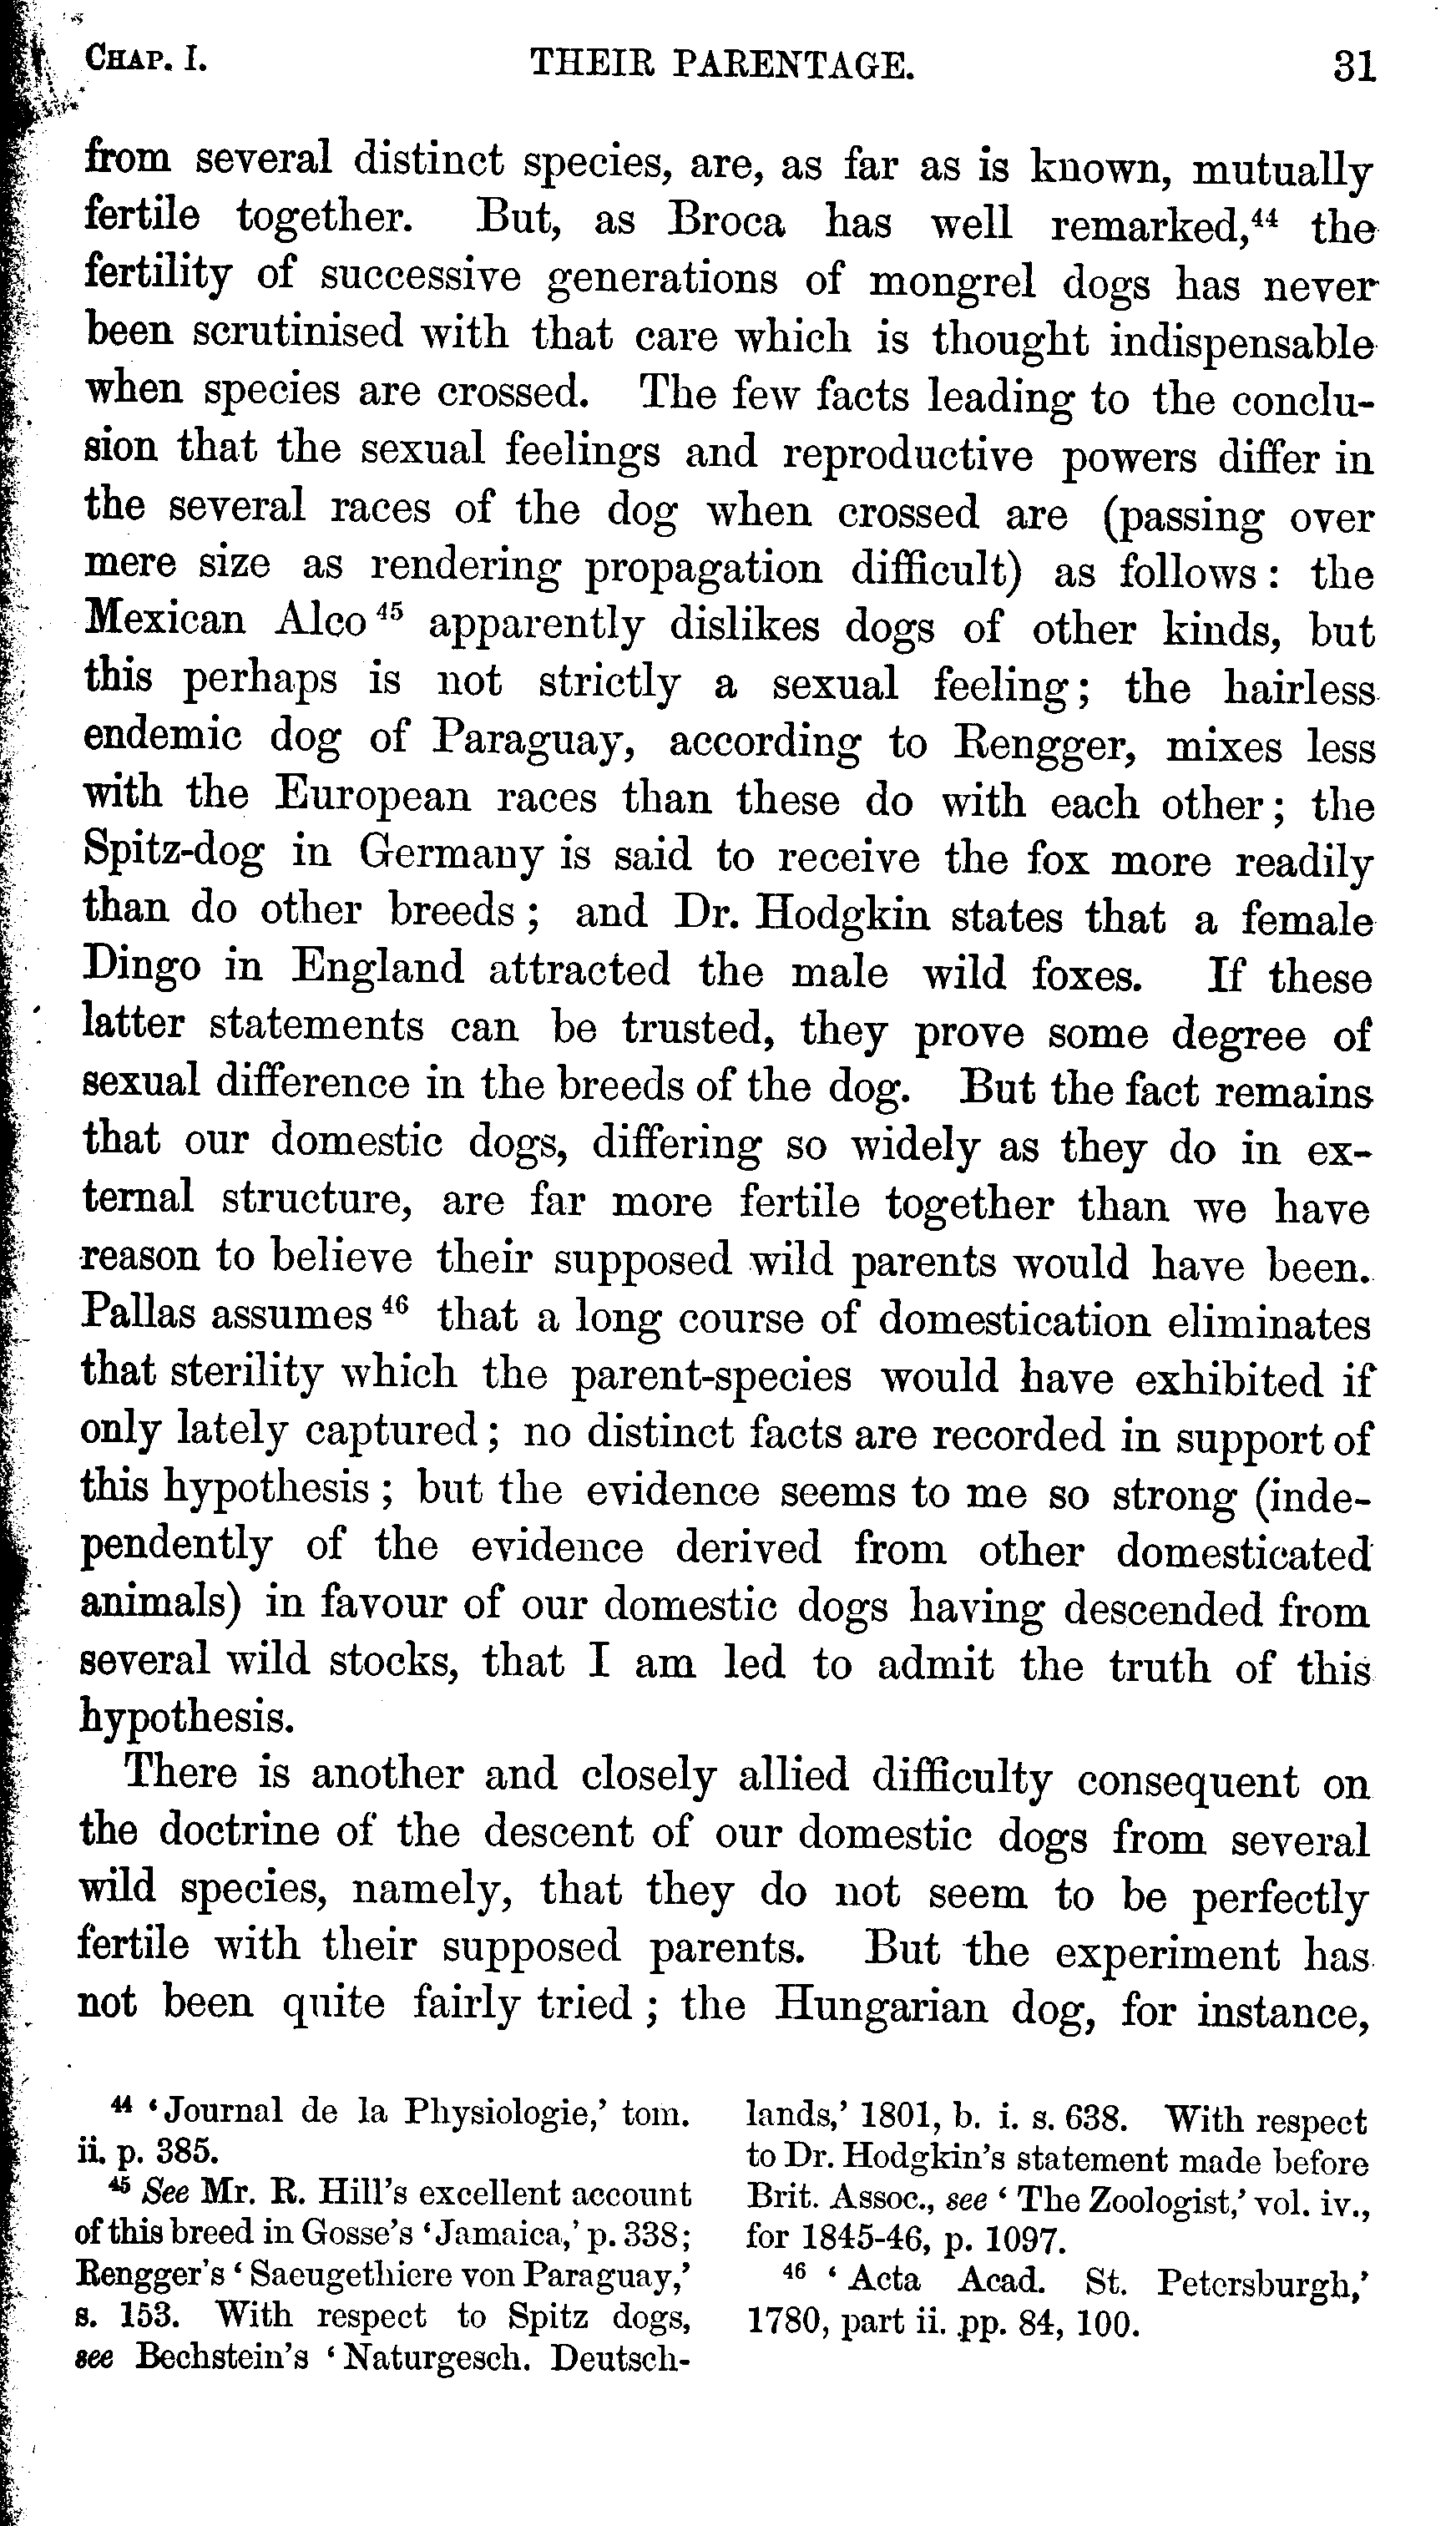 CHAP. I. THEIR PARENTAGE. 31
from several distinct species, are, as far as is known, mutually
fertile together. But, as Broca has well remarked,⁴⁴ the
fertility of successive generations of mongrel dogs has never
been scrutinised with that care which is thought indispensable
when species are crossed. The few facts leading to the conclu-
sion that the sexual feelings and reproductive powers differ in
the several races of the dog when crossed are (passing over
mere size as rendering propagation difficult) as follows: the
Mexican Alco⁴⁵ apparently dislikes dogs of other kinds, but
this perhaps is not strictly a sexual feeling; the hairless
endemic dog of Paraguay, according to Rengger, mixes less
with the European races than these do with each other; the
Spitz-dog in Germany is said to receive the fox more readily
than do other breeds; and Dr. Hodgkin states that a female
Dingo in England attracted the male wild foxes. If these
latter statements can be trusted, they prove some degree of
sexual difference in the breeds of the dog. But the fact remains
that our domestic dogs, differing so widely as they do in ex-
ternal structure, are far more fertile together than we have
reason to believe their supposed wild parents would have been.
Pallas assumes⁴⁶ that a long course of domestication eliminates
that sterility which the parent-species would have exhibited if
only lately captured; no distinct facts are recorded in support of
this hypothesis; but the evidence seems to me so strong (inde-
pendently of the evidence derived from other domesticated
animals) in favour of our domestic dogs having descended from
several wild stocks, that I am led to admit the truth of this
hypothesis.
There is another and closely allied difficulty consequent on
the doctrine of the descent of our domestic dogs from several
wild species, namely, that they do not seem to be perfectly
fertile with their supposed parents. But the experiment has
not been quite fairly tried; the Hungarian dog, for instance,
⁴⁴ ‘Journal de la Physiologie,’ tom.
ii. p. 385.
⁴⁵ See Mr. R. Hill's excellent account
of this breed in Gosse's ‘Jamaica,’ p. 338;
Rengger's ‘Saeugethiere von Paraguay,’
s. 153. With respect to Spitz dogs,
see Bechstein's ‘Naturgesch. Deutsch-
lands,’ 1801, b. i. s. 638. With respect
to Dr. Hodgkin's statement made before
Brit. Assoc., see ‘The Zoologist,’ vol. iv.,
for 1845-46, p. 1097.
⁴⁶ ‘Acta Acad. St. Petersburgh,’
1780, part ii. pp. 84, 100.